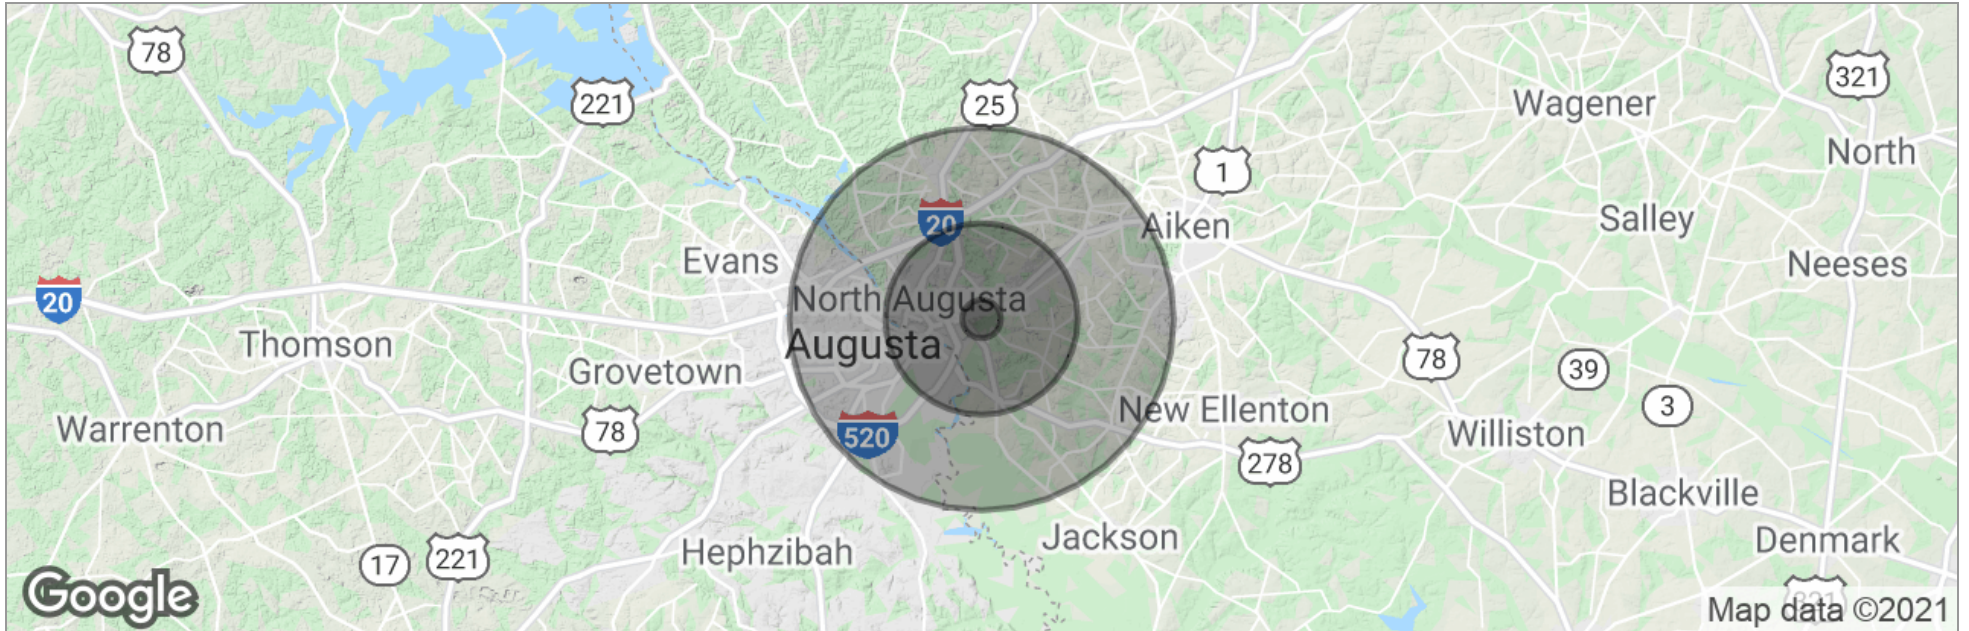 78
321
221
25
Wagener
North
1
Salley
Aiken
20
Evans
Neeses
20
North Augusta
Thomson
Augusta
78
39
Grovetown
3
New Ellenton
Warrenton
78
520
Williston
278
Blackville
Jackson
Denmark
Hephzibah
17
221
321
Google
Map data ©2021